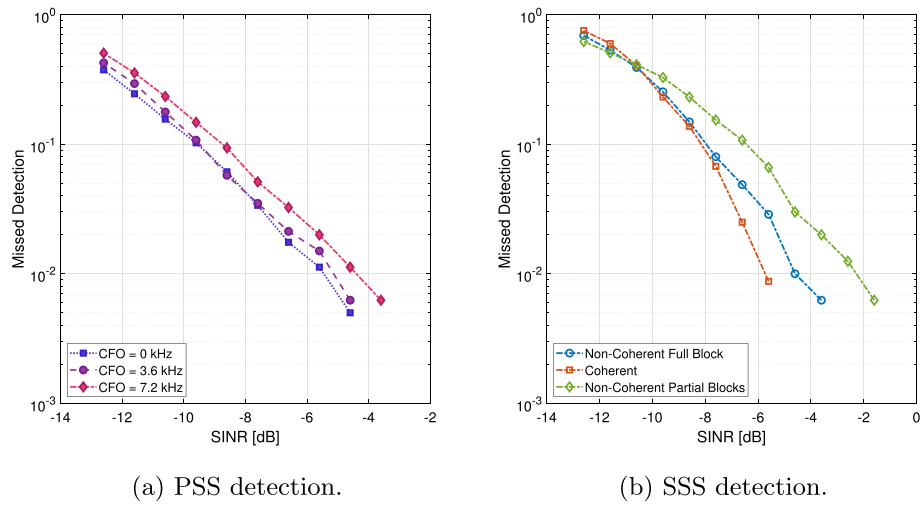 10^0
10^-1
10^-2
10^-3
Missed Detection
-14 -12 -10 -8 -6 -4 -2
SINR [dB]
CFO = 0 kHz
CFO = 3.6 kHz
CFO = 7.2 kHz
(a) PSS detection.
10^0
10^-1
10^-2
10^-3
Missed Detection
-14 -12 -10 -8 -6 -4 -2 0
SINR [dB]
Non-Coherent Full Block
Coherent
Non-Coherent Partial Blocks
(b) SSS detection.